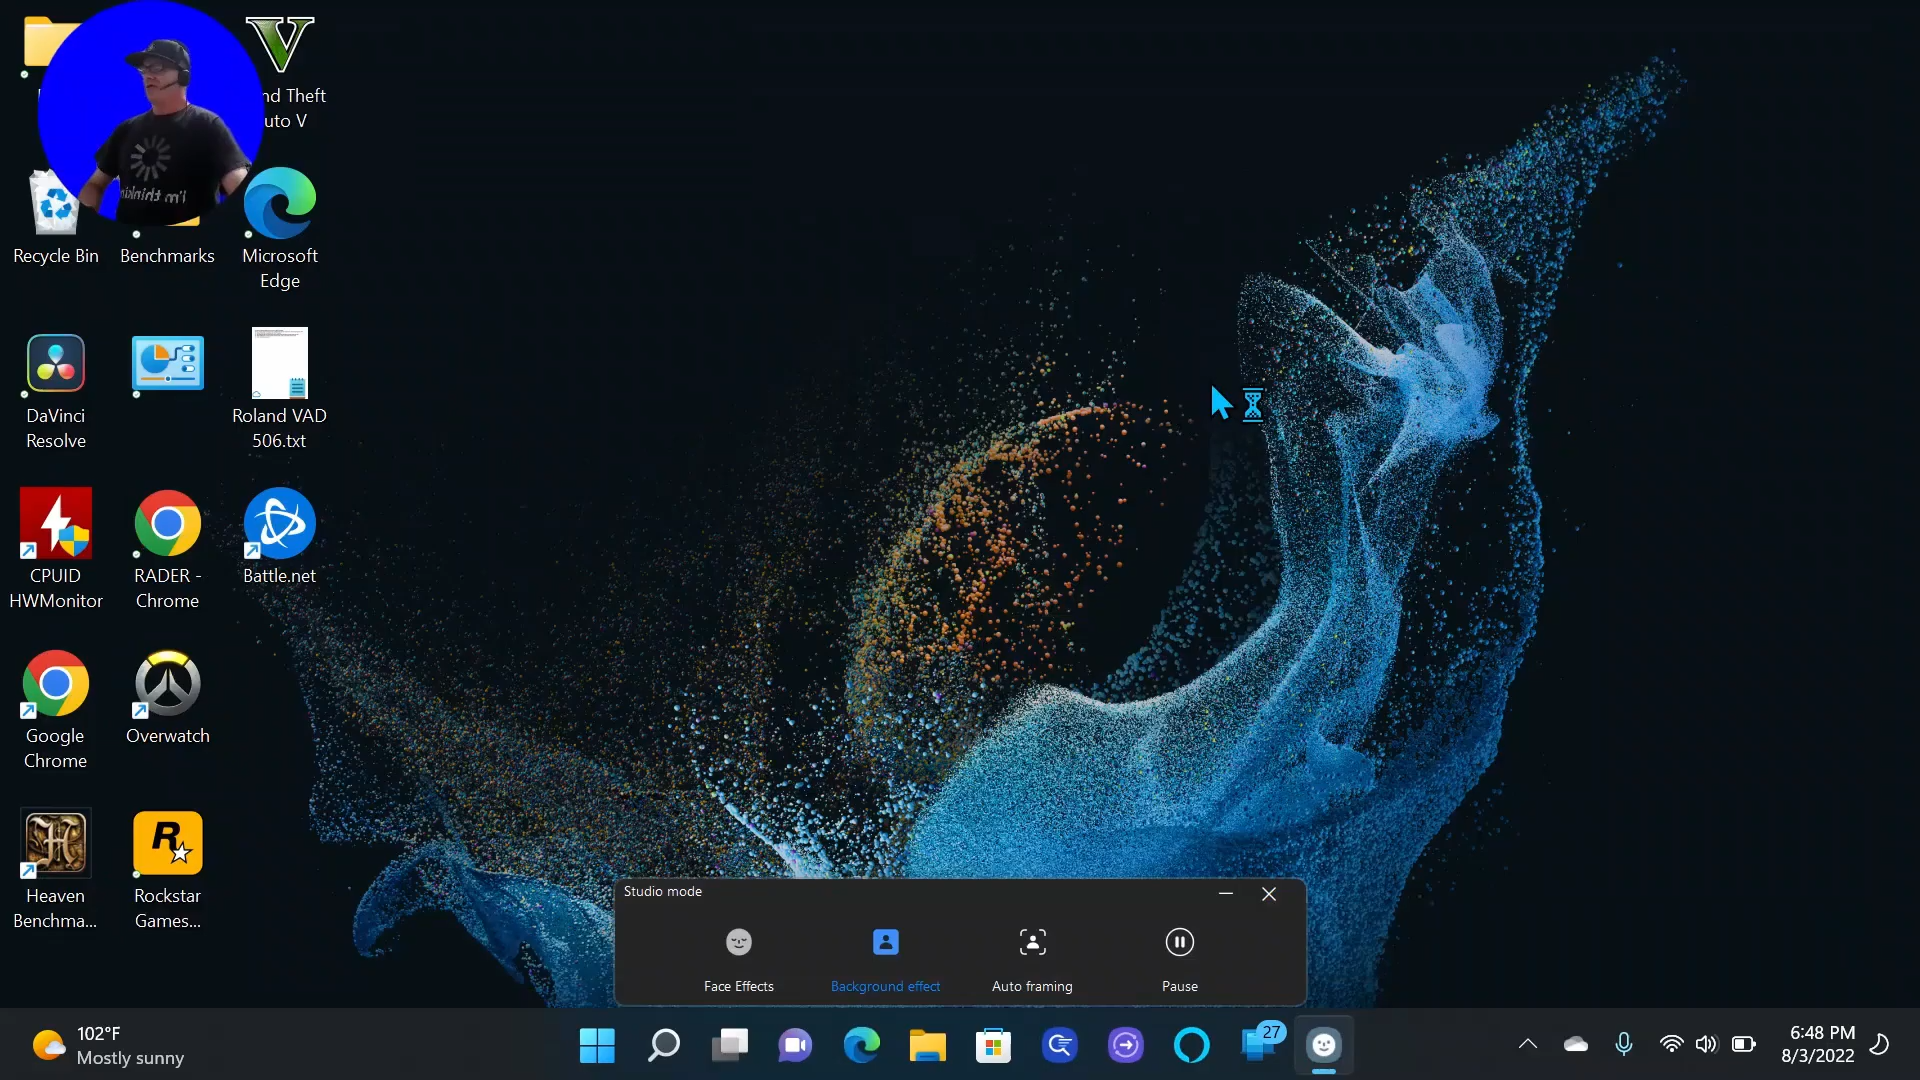 nd Theft
uto V
Recycle Bin
Benchmarks
Microsoft
Edge
DaVinci
Resolve
Roland VAD
506.txt
CPUID
HWMonitor
RADER -
Chrome
Battle.net
Google
Chrome
Overwatch
Heaven
Benchma...
Rockstar
Games...
Studio mode
Face Effects
Background effect
Auto framing
Pause
102°F
Mostly sunny
27
6:48 PM
8/3/2022